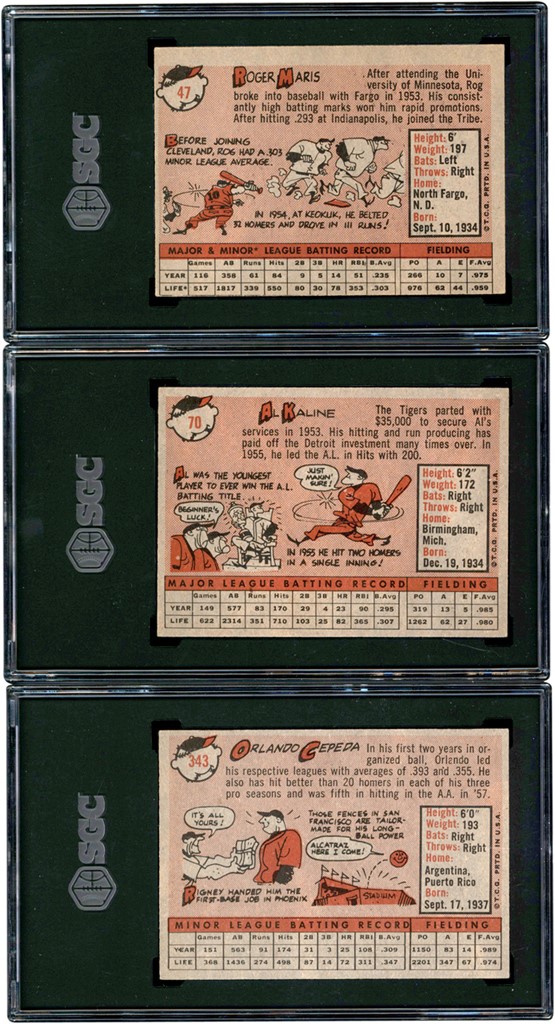 SGC
47
ROGER MARIS
After attending the Uni-
versity of Minnesota, Rog
broke into baseball with Fargo in 1953. His consist-
antly high batting marks won him rapid promotions.
After hitting .293 at Indianapolis, he joined the Tribe.
BEFORE JOINING
CLEVELAND, ROG HAD A .303
MINOR LEAGUE AVERAGE.
10
IN 1954, AT KEOKUK, HE BELTED
32 HOMERS AND DROVE IN 111 RUNS!
Height: 6'
Weight: 197
Bats: Left
Throws: Right
Home:
North Fargo,
N. D.
Born:
Sept. 10, 1934
© T.C.G. PRTD. IN U.S.A.
MAJOR & MINOR* LEAGUE BATTING RECORD FIELDING
Games AB Runs Hits 2B 3B HR RBI B.Avg PO A E F.Avg
YEAR 116 358 61 84 9 5 14 51 .235 266 10 7 .975
LIFE* 517 1817 339 550 80 30 78 353 .303 976 62 44 .959
SGC
70
AL KALINE
The Tigers parted with
$35,000 to secure Al's
services in 1953. His hitting and run producing has
paid off the Detroit investment many times over. In
1955, he led the A.L. in Hits with 200.
AL WAS THE YOUNGEST
PLAYER TO EVER WIN THE A.L.
BATTING TITLE.
BEGINNER'S
LUCK!
JUST
MAKIN'
SURE!
IN 1955 HE HIT TWO HOMERS
IN A SINGLE INNING!
Height: 6'2"
Weight: 172
Bats: Right
Throws: Right
Home:
Birmingham,
Mich.
Born:
Dec. 19, 1934
© T.C.G. PRTD. IN U.S.A.
MAJOR LEAGUE BATTING RECORD FIELDING
Games AB Runs Hits 2B 3B HR RBI B.Avg PO A E F.Avg
YEAR 149 577 83 170 29 4 23 90 .295 319 13 5 .985
LIFE 622 2314 351 710 103 25 82 365 .307 1262 62 27 .980
SGC
343
ORLANDO CEPEDA
In his first two years in or-
ganized ball, Orlando led
his respective leagues with averages of .393 and .355. He
also has hit better than 20 homers in each of his three
pro seasons and was fifth in hitting in the A.A. in '57.
IT'S ALL
YOURS!
RIGNEY HANDED HIM THE
FIRST-BASE JOB IN PHOENIX
THOSE FENCES IN SAN
FRANCISCO ARE TAILOR-
MADE FOR HIS LONG-
BALL POWER
ALCATRAZ
HERE I COME!
STADIUM
Height: 6'0"
Weight: 193
Bats: Right
Throws: Right
Home:
Argentina,
Puerto Rico
Born:
Sept. 17, 1937
© T.C.G. PRTD. IN U.S.A.
MINOR LEAGUE BATTING RECORD FIELDING
Games AB Runs Hits 2B 3B HR RBI B.Avg PO A E F.Avg
YEAR 151 563 91 174 31 3 25 108 .309 1150 83 14 .989
LIFE 368 1436 274 498 87 14 72 311 .347 2201 347 67 .974